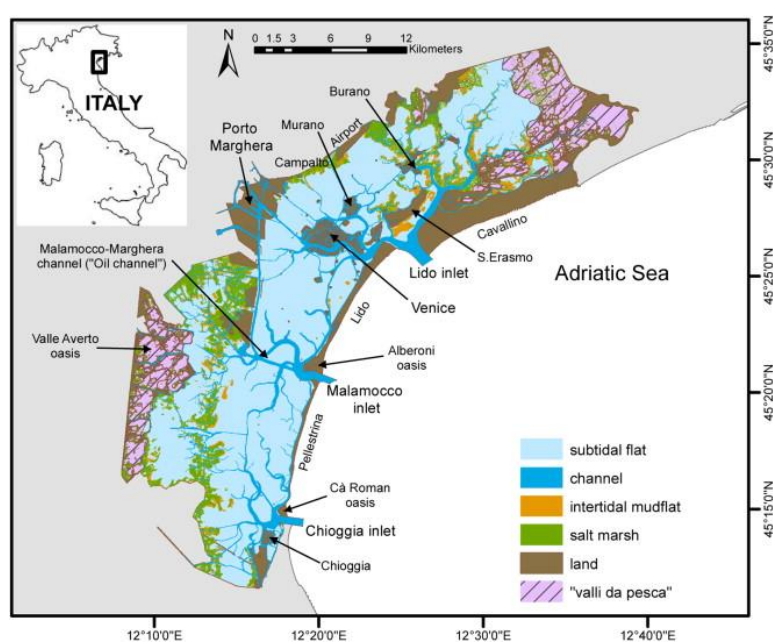 0 1.5 3 6 9 12
Kilometers
N
ITALY
Burano
Murano
Airport
Porto
Marghera
Campalto
Malamocco-Marghera
channel ("Oil channel")
Cavallino
S.Erasmo
Lido inlet
Adriatic Sea
Venice
Lido
Valle Averto
oasis
Alberoni
oasis
Malamocco
inlet
Pellestrina
Cà Roman
oasis
Chioggia inlet
Chioggia
subtidal flat
channel
intertidal mudflat
salt marsh
land
"valli da pesca"
45°35'0"N
45°30'0"N
45°25'0"N
45°20'0"N
45°15'0"N
12°10'0"E 12°20'0"E 12°30'0"E 12°40'0"E